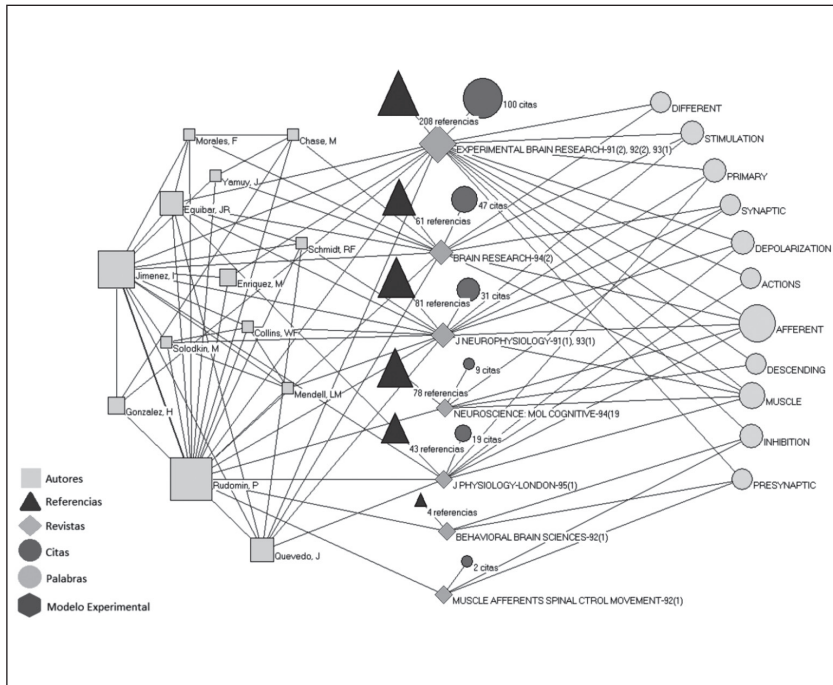 100 citas
208 referencias
EXPERIMENTAL BRAIN RESEARCH-91(2), 92(2), 93(1)
47 citas
61 referencias
BRAIN RESEARCH-94(2)
31 citas
81 referencias
J NEUROPHYSIOLOGY-91(1), 93(1)
9 citas
78 referencias
NEUROSCIENCE: MOL COGNITIVE-94(19
19 citas
43 referencias
J PHYSIOLOGY-LONDON-95(1)
4 referencias
BEHAVIORAL BRAIN SCIENCES-92(1)
2 citas
MUSCLE AFFERENTS SPINAL CTROL MOVEMENT-92(1)
Morales, F
Chase, M
Yamuy, J
Eguibar, JR
Schmidt, RF
Jimenez, I
Enriquez, M
Collins, WF
Solodkin, M
Mendell, LM
Gonzalez, H
Rudomin, P
Quevedo, J
DIFFERENT
STIMULATION
PRIMARY
SYNAPTIC
DEPOLARIZATION
ACTIONS
AFFERENT
DESCENDING
MUSCLE
INHIBITION
PRESYNAPTIC
Autores
Referencias
Revistas
Citas
Palabras
Modelo Experimental